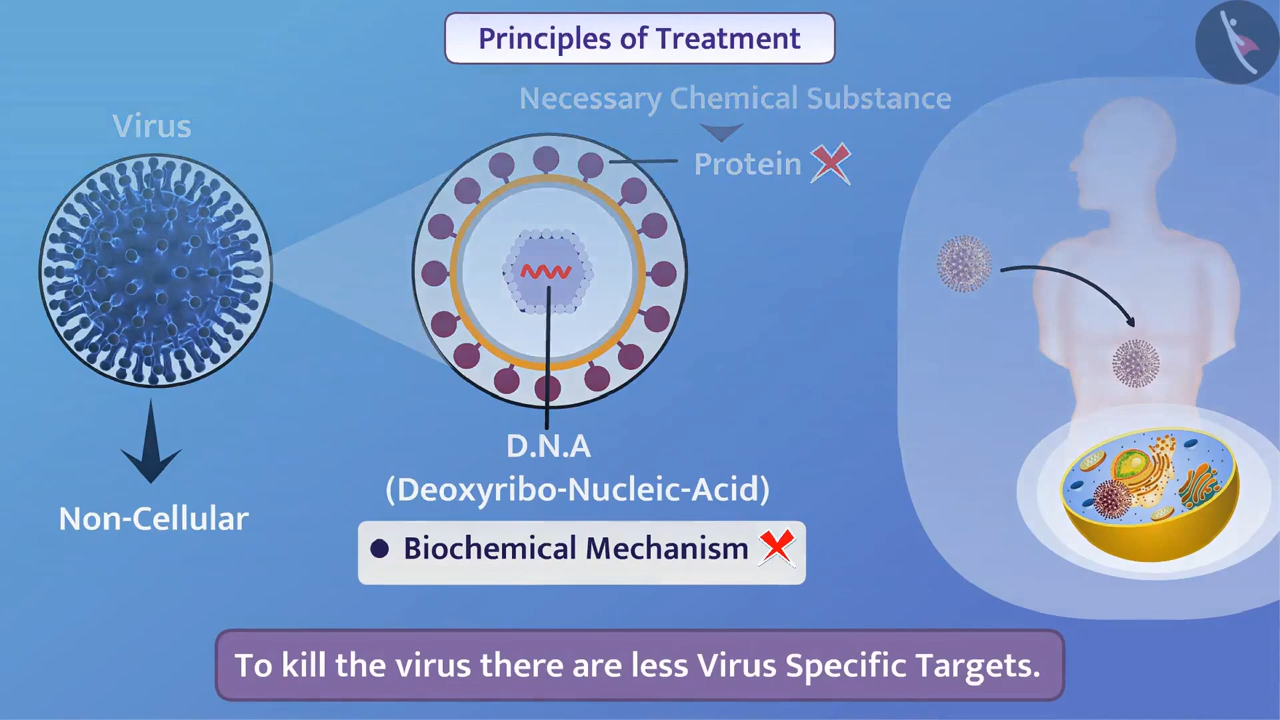 Principles of Treatment
Necessary Chemical Substance
Virus
Protein
D.N.A
(Deoxyribo-Nucleic-Acid)
Non-Cellular
Biochemical Mechanism
To kill the virus there are less Virus Specific Targets.